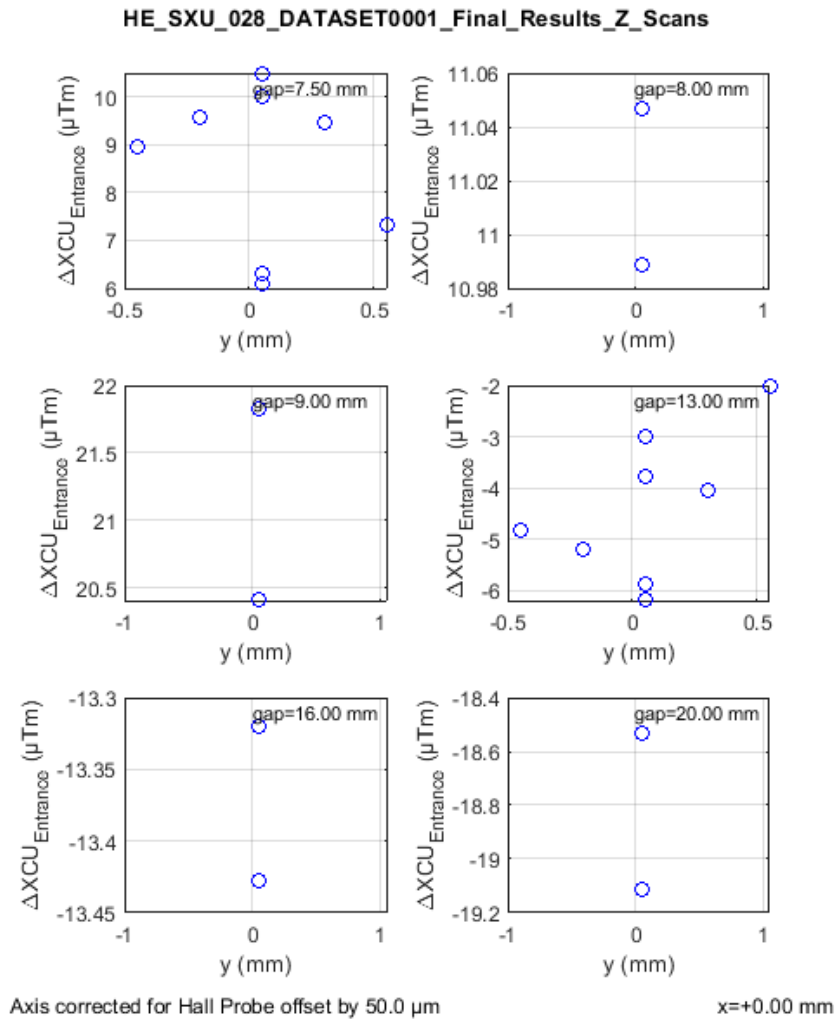 HE_SXU_028_DATASET0001_Final_Results_Z_Scans
ΔXCU_Entrance (µTm)
10
9
8
7
6
gap=7.50 mm
-0.5 0 0.5
y (mm)
ΔXCU_Entrance (µTm)
11.06
11.04
11.02
11
10.98
gap=8.00 mm
-1 0 1
y (mm)
ΔXCU_Entrance (µTm)
22
21.5
21
20.5
gap=9.00 mm
-1 0 1
y (mm)
ΔXCU_Entrance (µTm)
-2
-3
-4
-5
-6
gap=13.00 mm
-0.5 0 0.5
y (mm)
ΔXCU_Entrance (µTm)
-13.3
-13.35
-13.4
-13.45
gap=16.00 mm
-1 0 1
y (mm)
ΔXCU_Entrance (µTm)
-18.4
-18.6
-18.8
-19
-19.2
gap=20.00 mm
-1 0 1
y (mm)
Axis corrected for Hall Probe offset by 50.0 µm
x=+0.00 mm